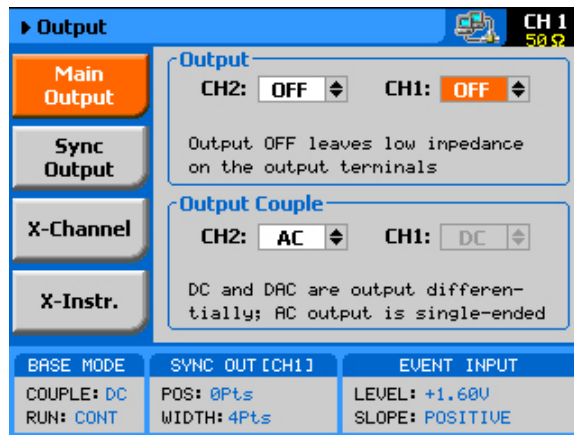 Output
CH 1
50 Ω
Main Output
Sync Output
X-Channel
X-Instr.
Output
CH2: OFF CH1: OFF
Output OFF leaves low inpedance
on the output terminals
Output Couple
CH2: AC CH1: DC
DC and DAC are output differen-
tially; AC output is single-ended
BASE MODE
COUPLE: DC
RUN: CONT
SYNC OUT [CH1]
POS: 0Pts
WIDTH: 4Pts
EVENT INPUT
LEVEL: +1.60V
SLOPE: POSITIVE